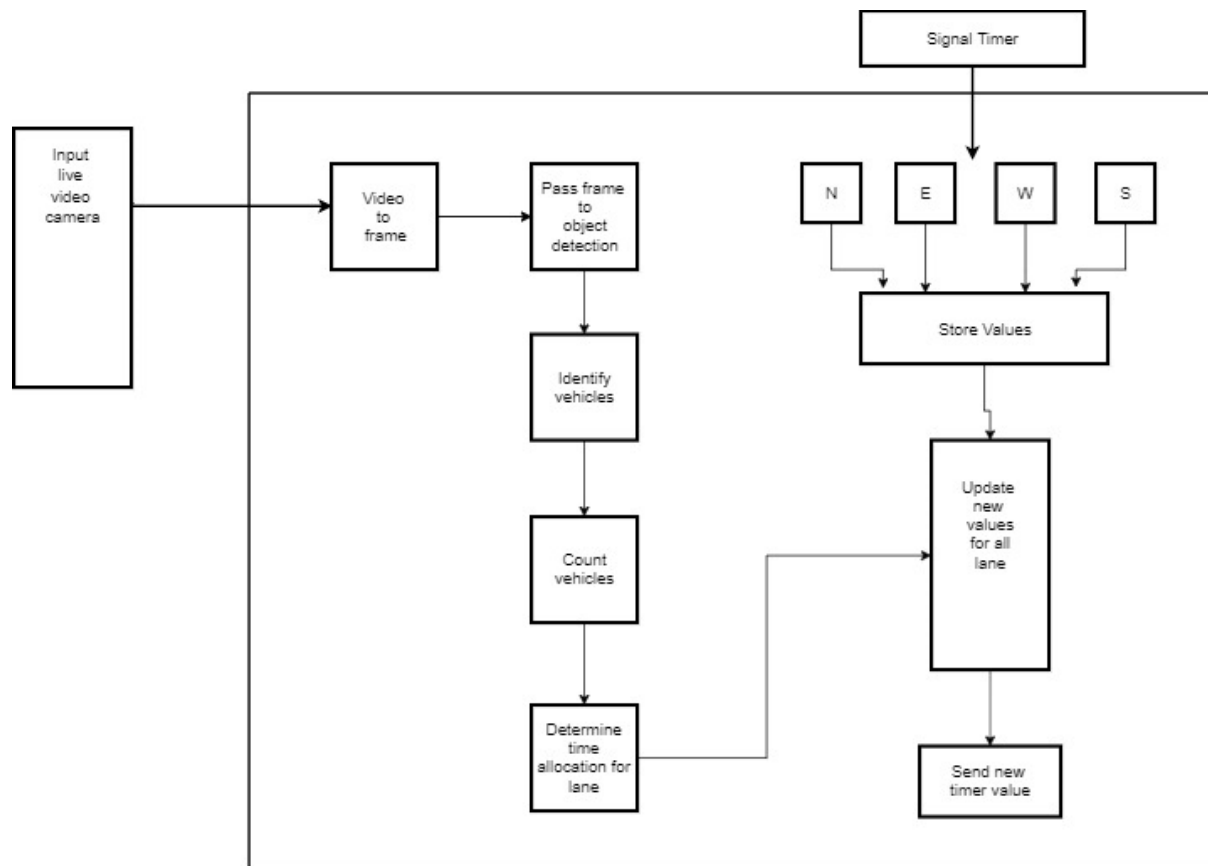 Signal Timer
Input
live
video
camera
Video
to
frame
Pass frame
to
object
detection
N
E
W
S
Store Values
Identify
vehicles
Update
new
values
for all
lane
Count
vehicles
Determine
time
allocation for
lane
Send new
timer value